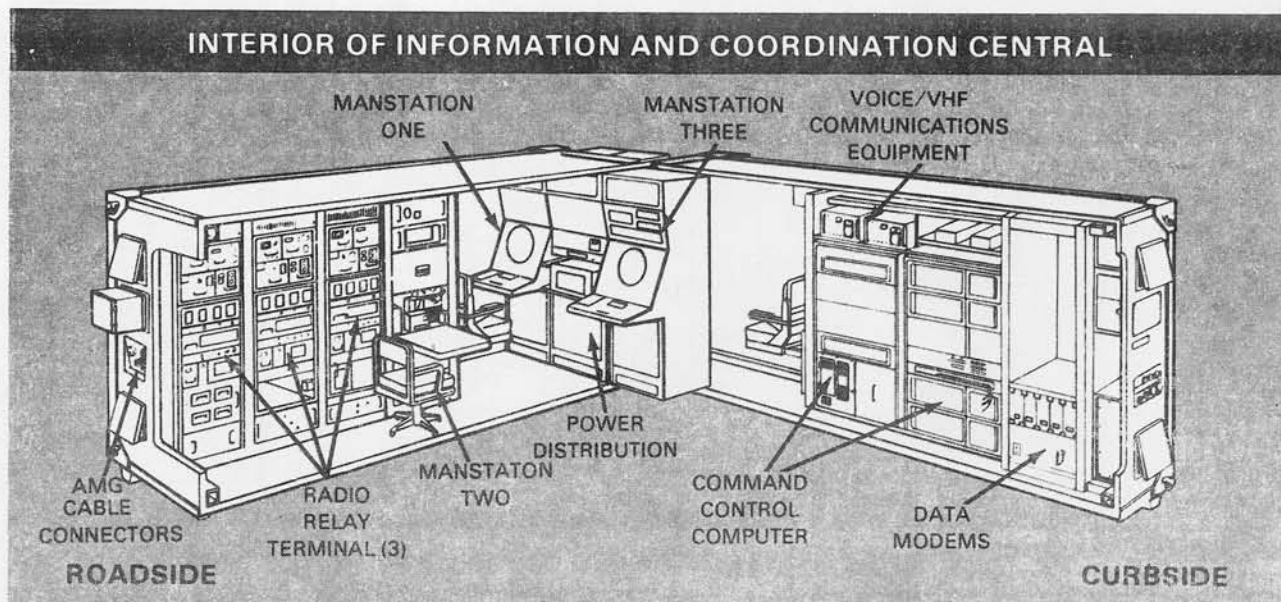 INTERIOR OF INFORMATION AND COORDINATION CENTRAL
MANSTATION
ONE
MANSTATION
THREE
VOICE/VHF
COMMUNICATIONS
EQUIPMENT
AMG
CABLE
CONNECTORS
RADIO
RELAY
TERMINAL (3)
MANSTATON
TWO
POWER
DISTRIBUTION
COMMAND
CONTROL
COMPUTER
DATA
MODEMS
ROADSIDE
CURBSIDE